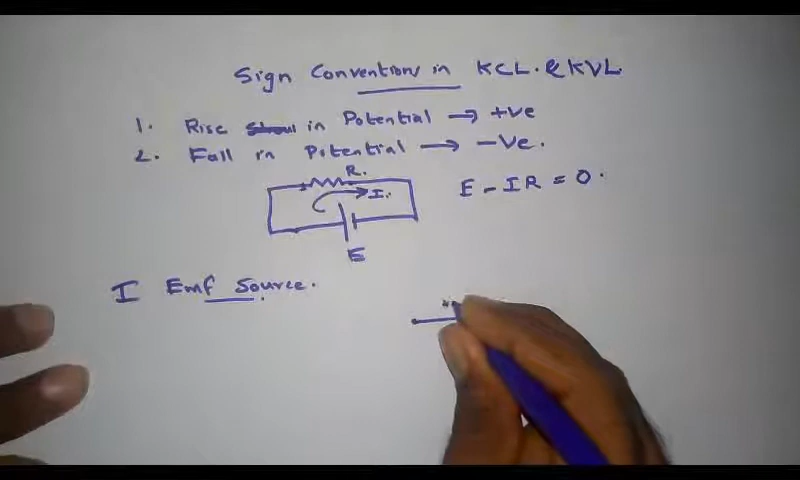 Sign Conventions in KCL. & KVL
1. Rise in Potential → +ve
2. Fall in Potential → -ve.
R.
I.
E - IR = 0.
E
I Emf Source.